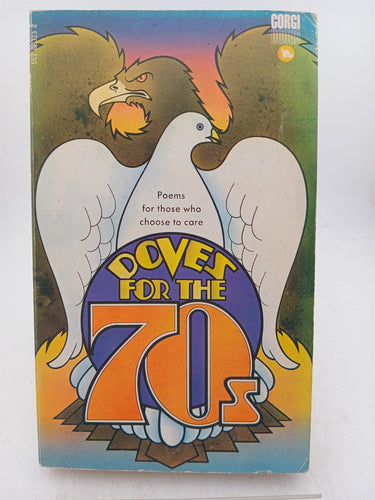 CORGI
BOOKS
Poems
for those who
choose to care
DOVES
FOR THE
70s